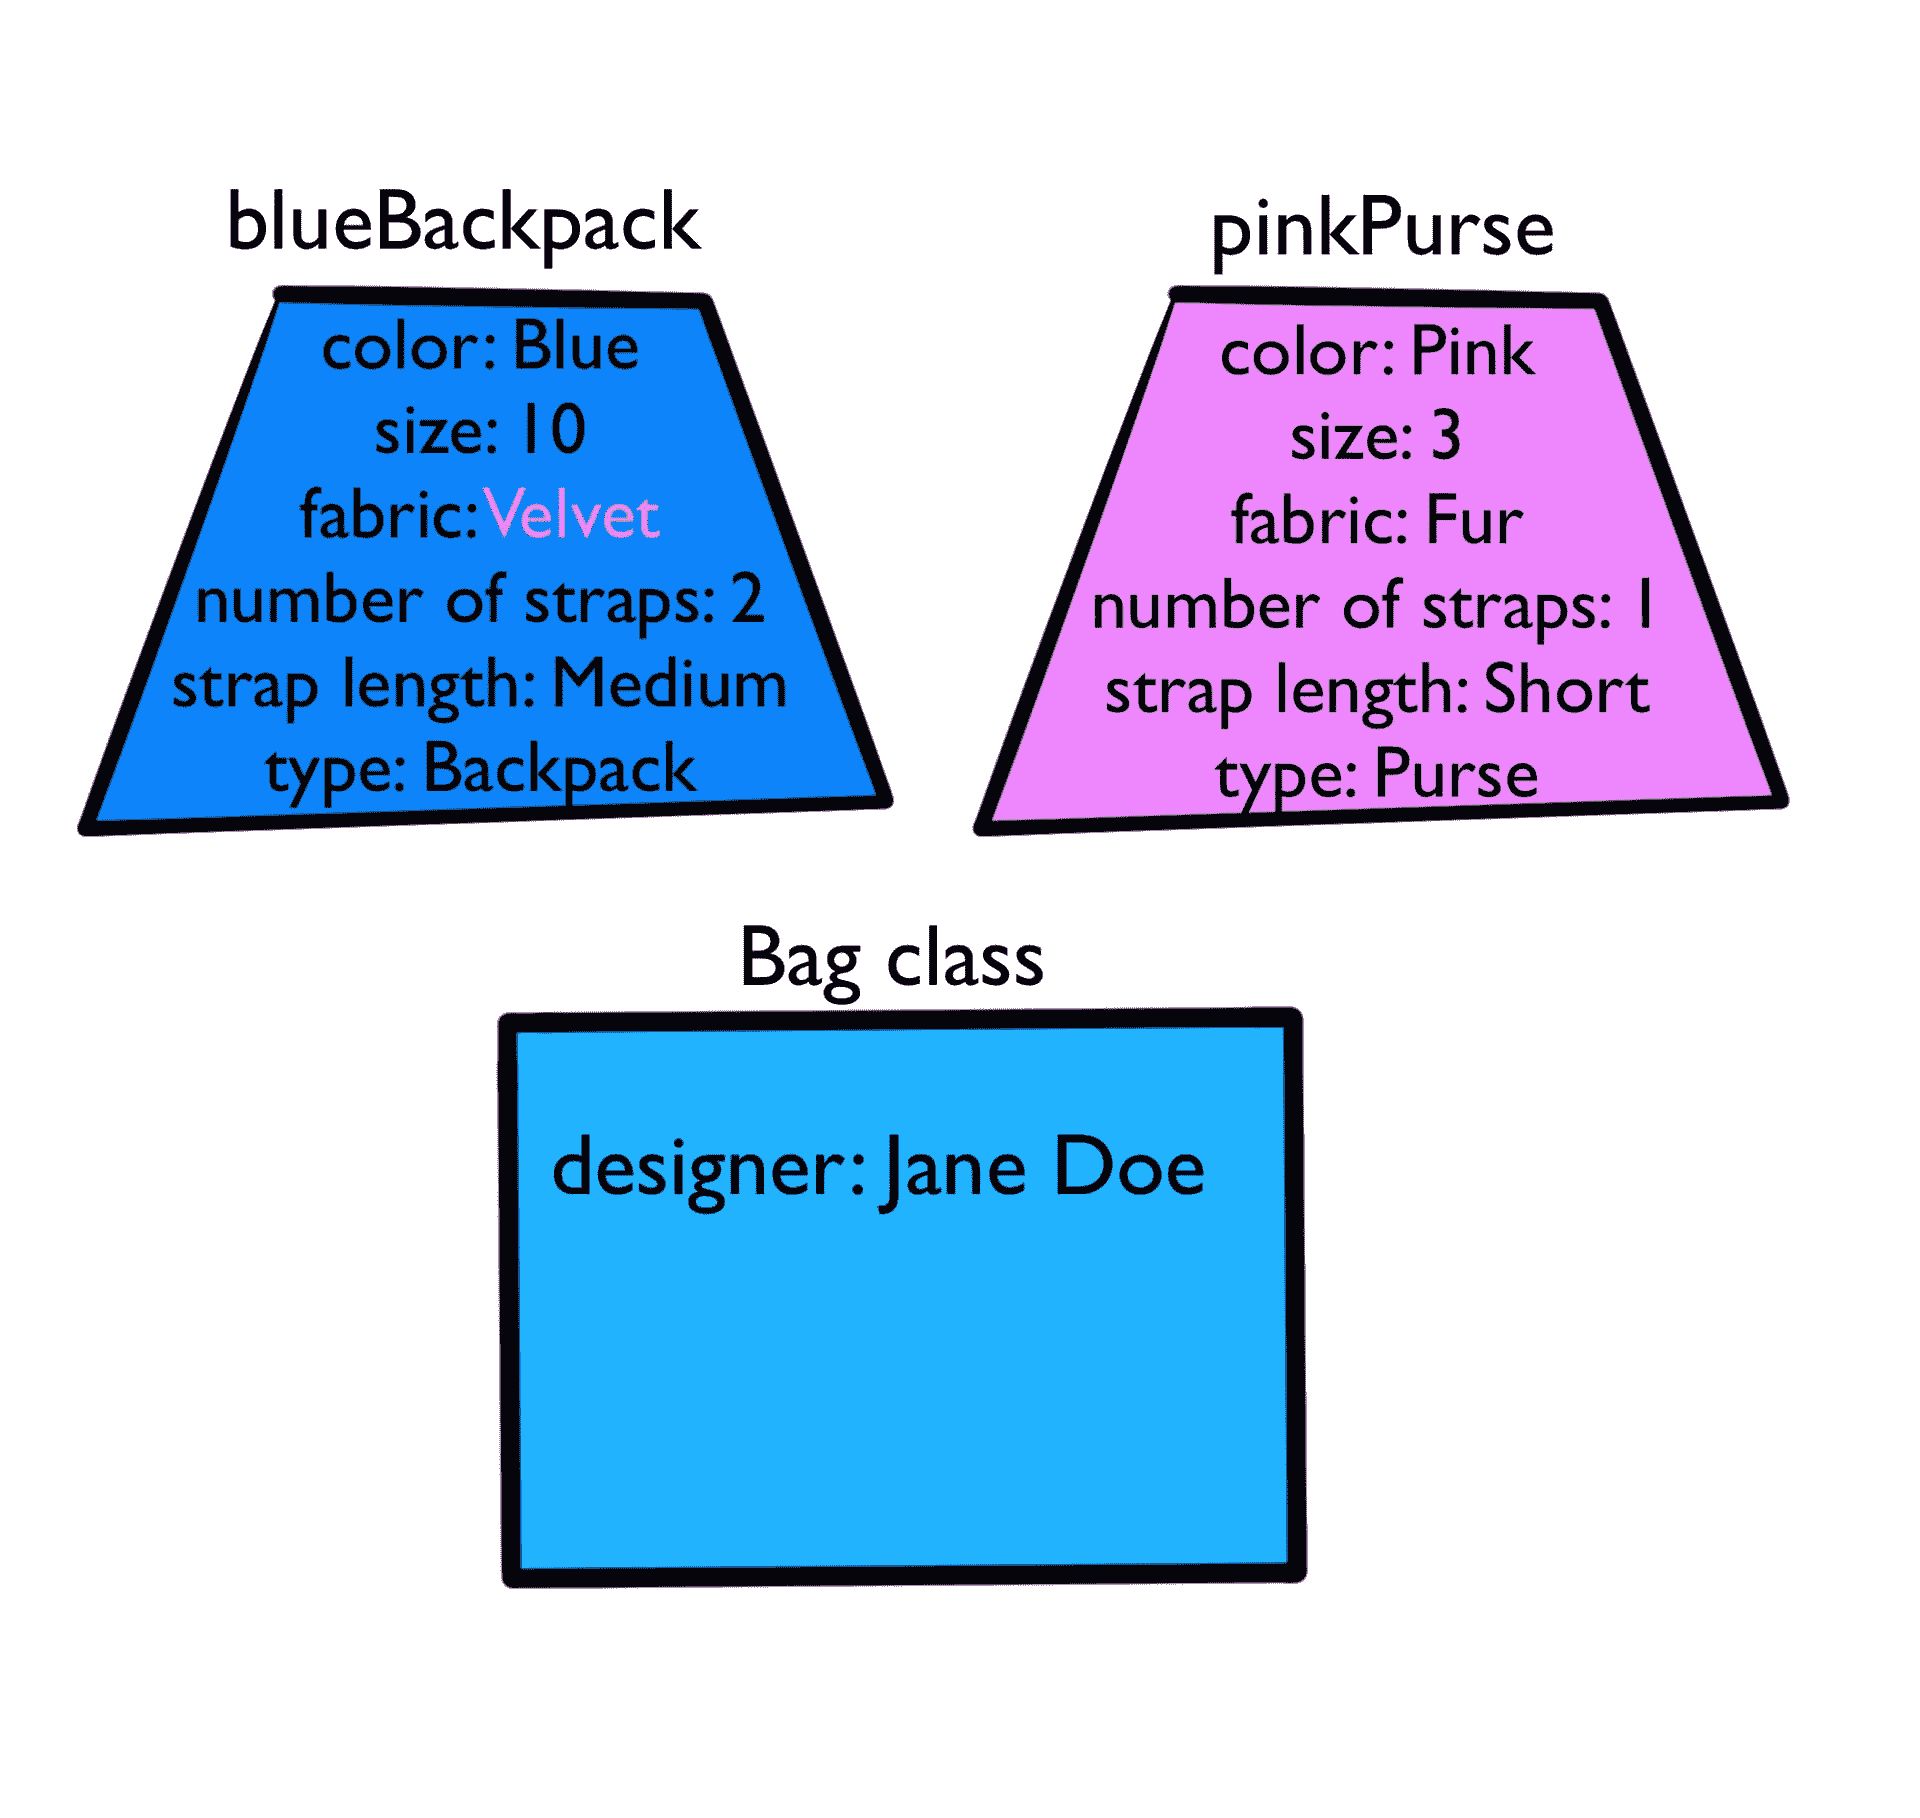 blueBackpack
color: Blue
size: 10
fabric: Velvet
number of straps: 2
strap length: Medium
type: Backpack
pinkPurse
color: Pink
size: 3
fabric: Fur
number of straps: 1
strap length: Short
type: Purse
Bag class
designer: Jane Doe